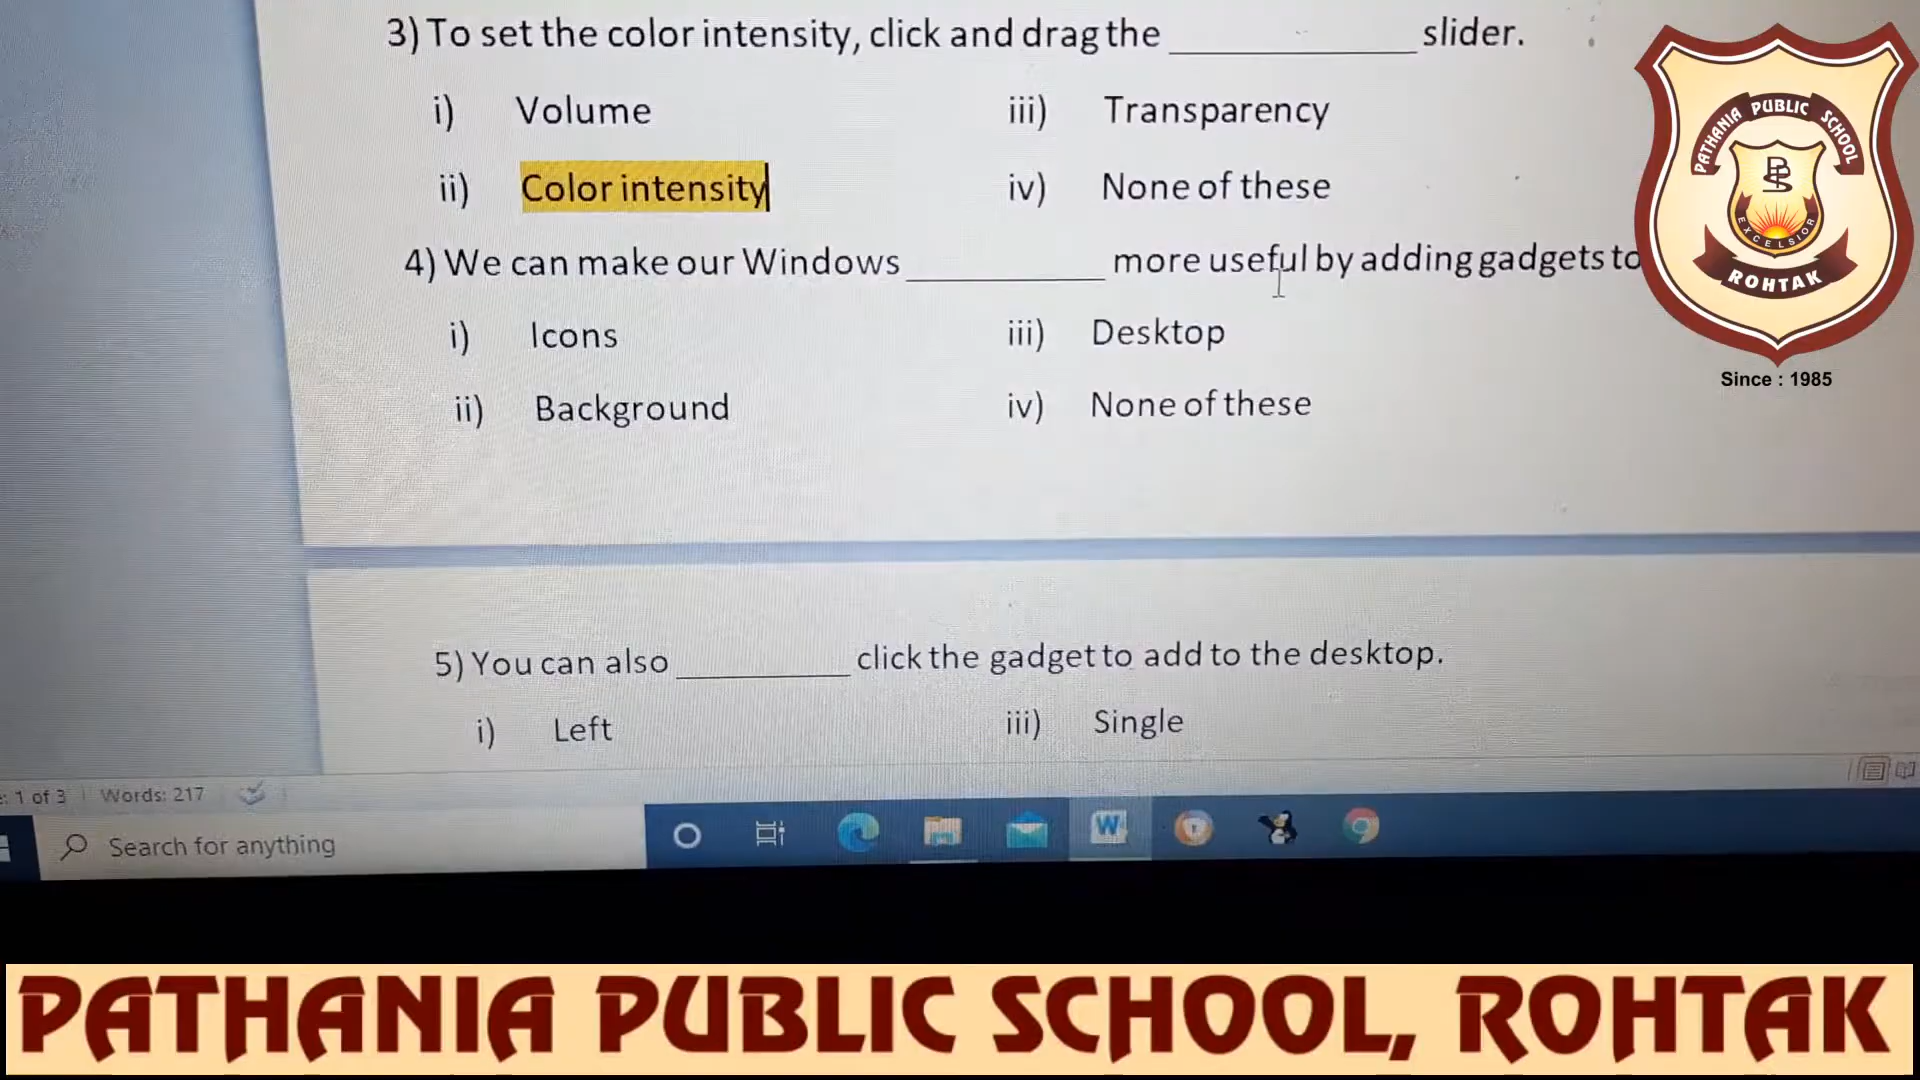 3) To set the color intensity, click and drag the ____________ slider.
i) Volume iii) Transparency
ii) Color intensity iv) None of these
4) We can make our Windows __________ more useful by adding gadgets to
i) Icons iii) Desktop
ii) Background iv) None of these
5) You can also _________ click the gadget to add to the desktop.
i) Left iii) Single
: 1 of 3 Words: 217
Search for anything
W
PATHANIA PUBLIC SCHOOL
EXCELSIOR
ROHTAK
Since : 1985
PATHANIA PUBLIC SCHOOL, ROHTAK